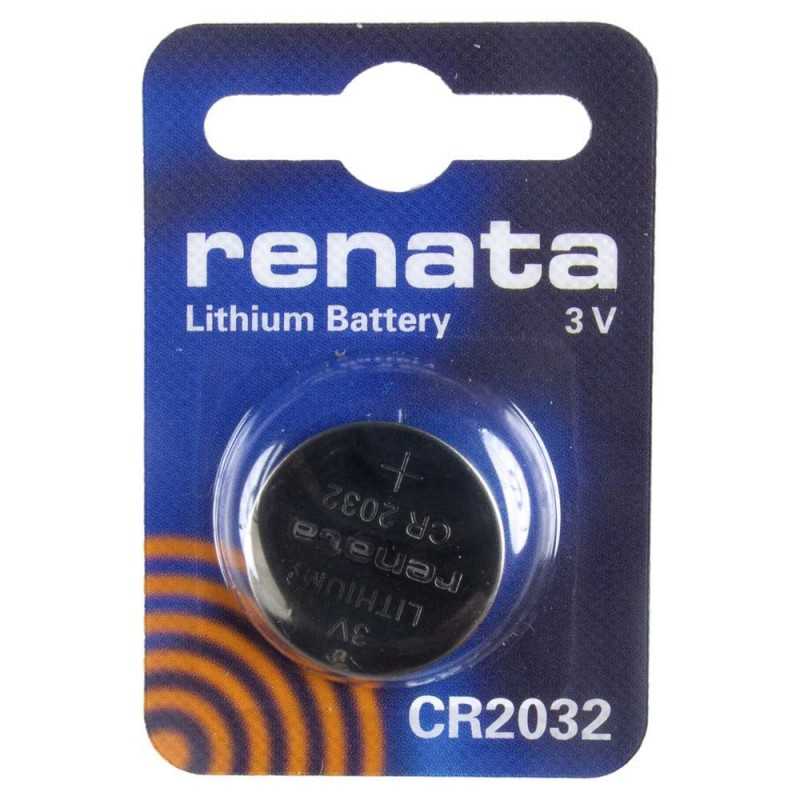 renata
Lithium Battery 3 V
+
CR 2032
renata
LITHIUM
3V
CR2032